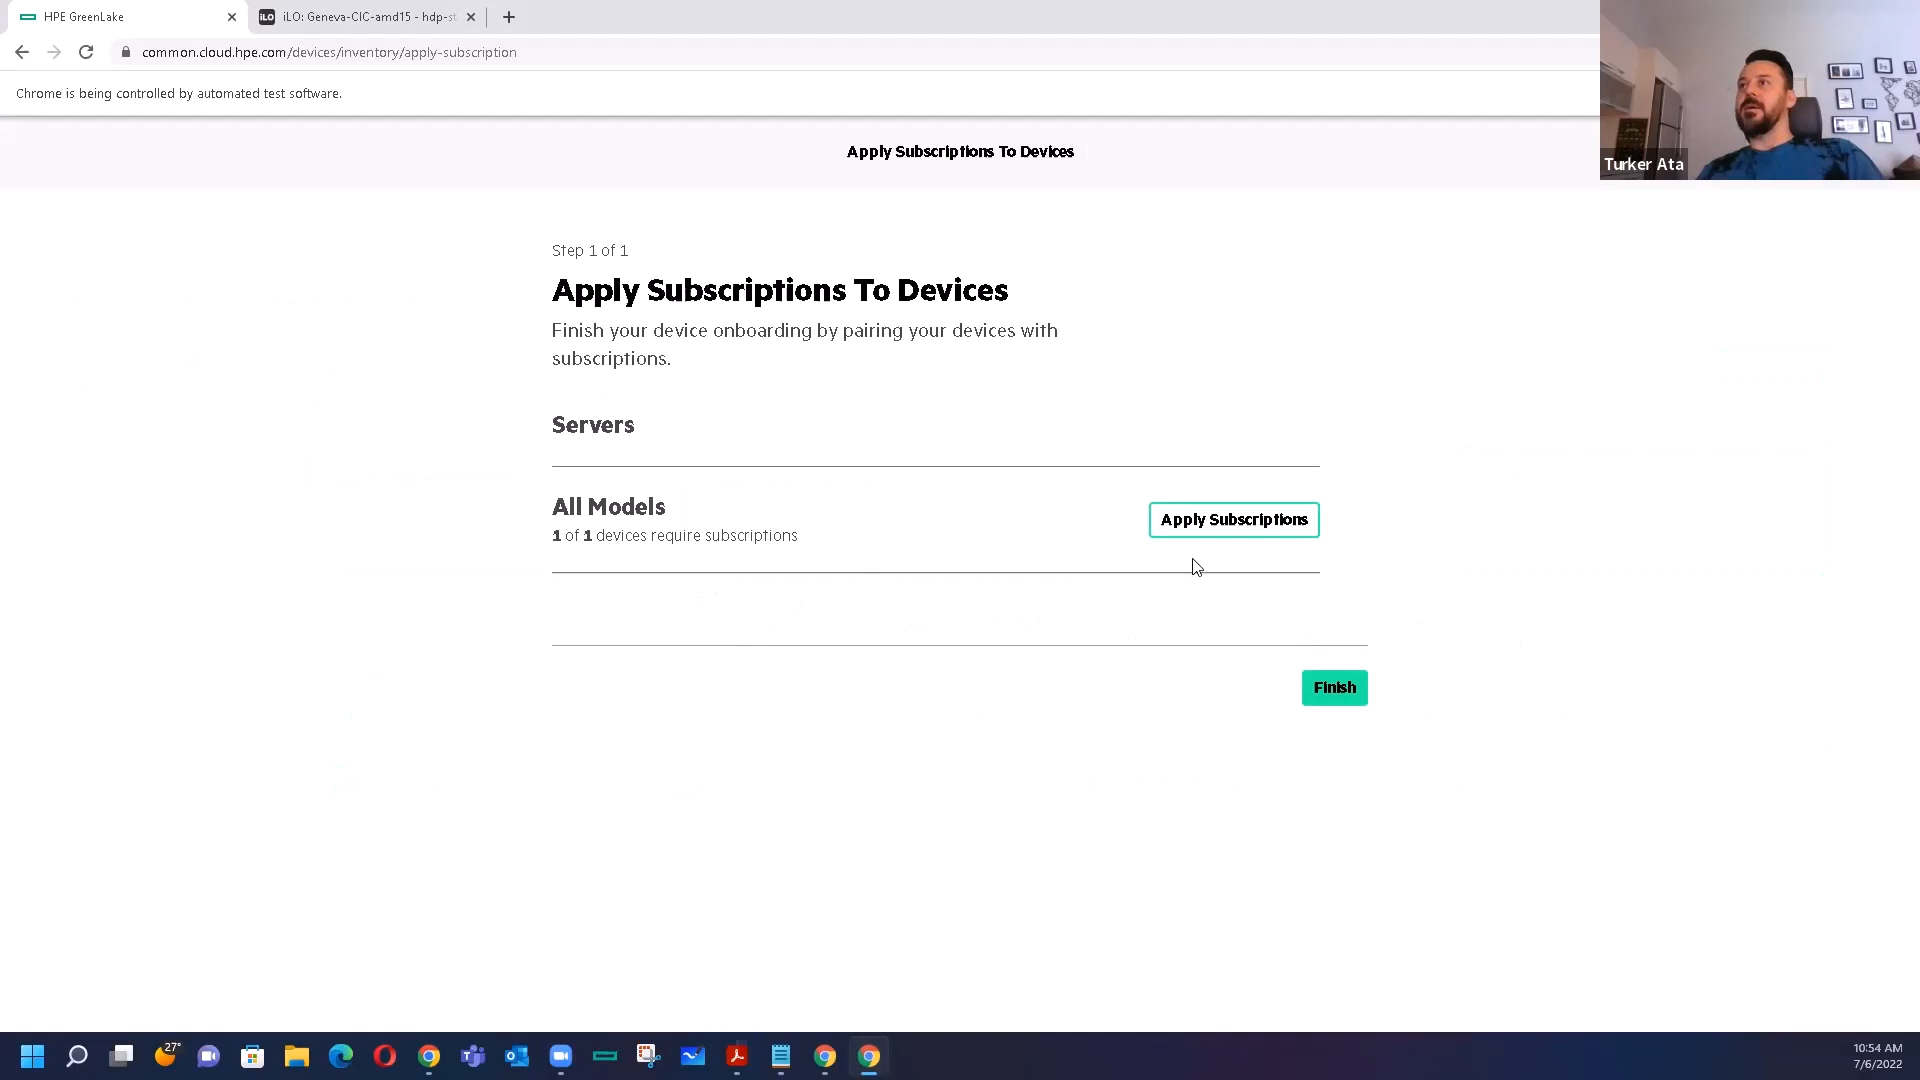 HPE GreenLake
iLO: Geneva-CIC-amd15 - hdp-st
common.cloud.hpe.com/devices/inventory/apply-subscription
Chrome is being controlled by automated test software.
Apply Subscriptions To Devices
Turker Ata
Step 1 of 1
Apply Subscriptions To Devices
Finish your device onboarding by pairing your devices with
subscriptions.
Servers
All Models
1 of 1 devices require subscriptions
Apply Subscriptions
Finish
27°
10:54 AM
7/6/2022